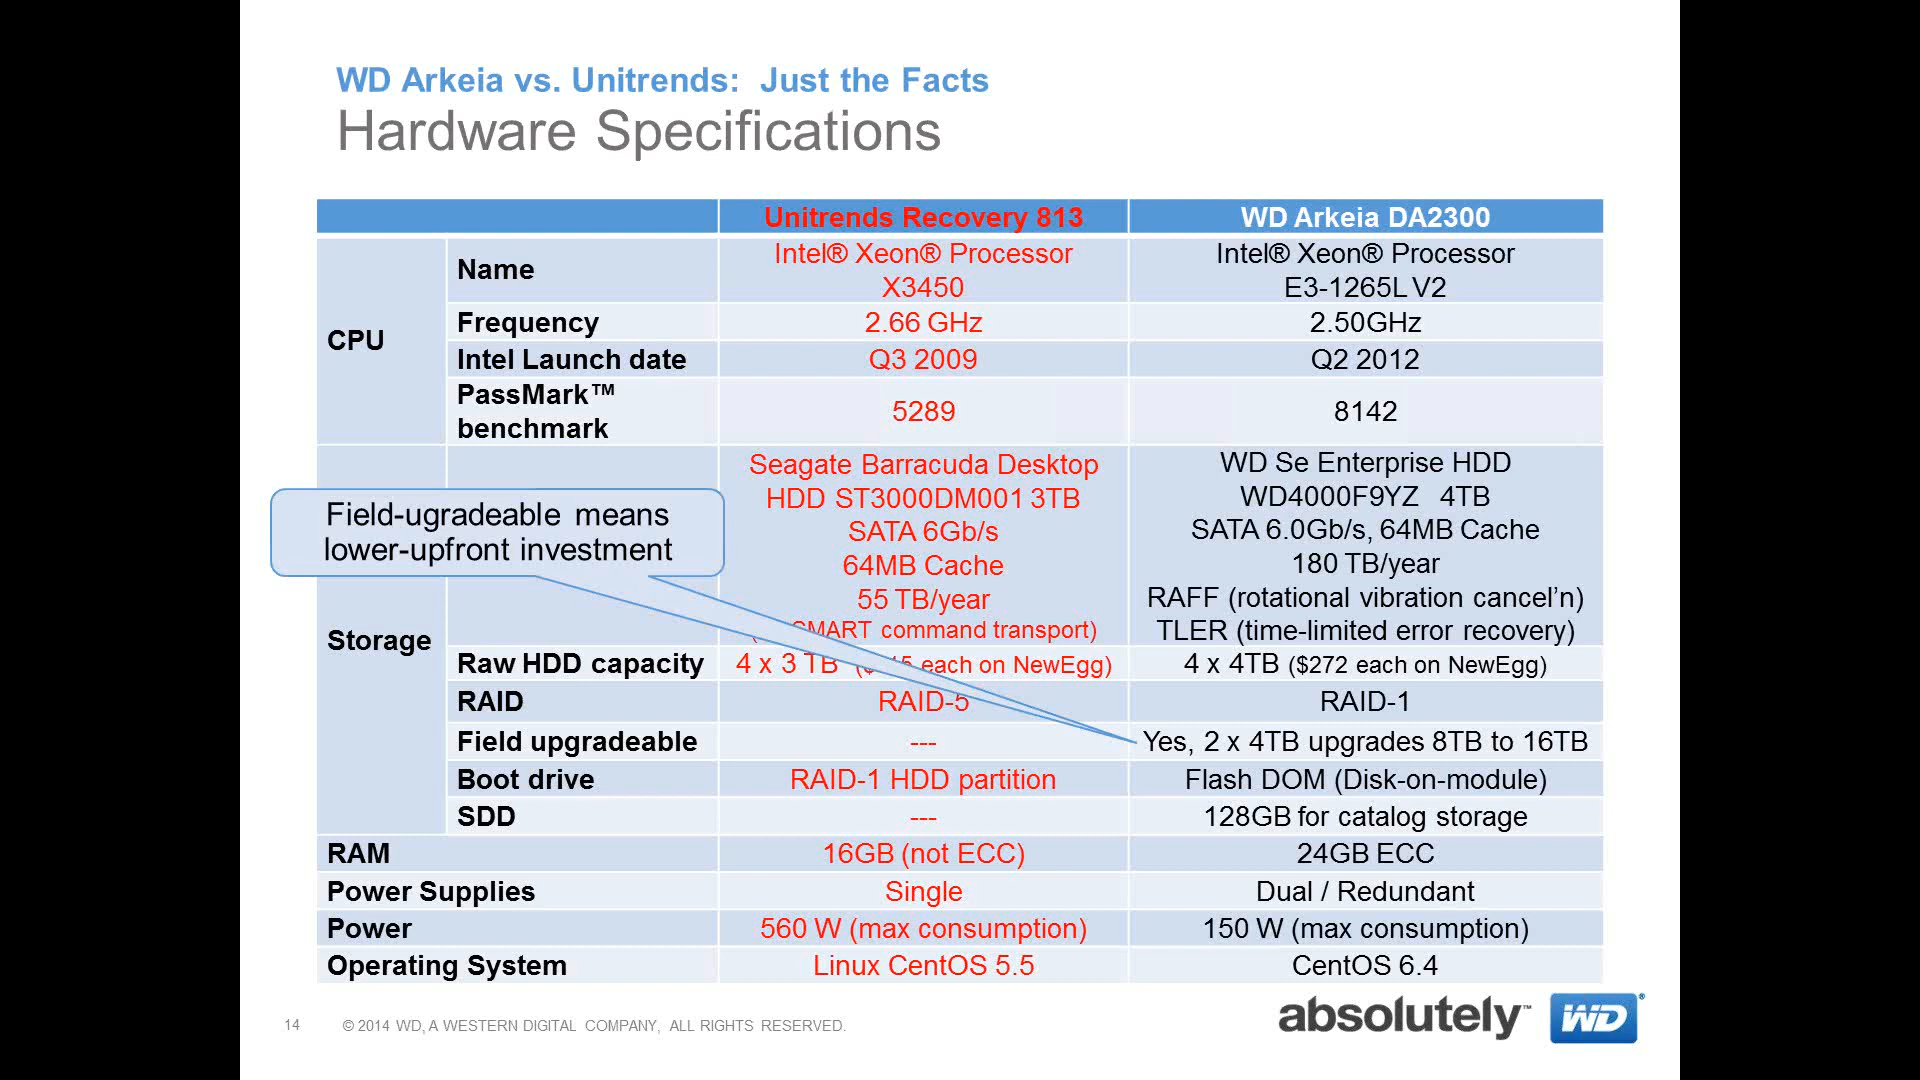 WD Arkeia vs. Unitrends: Just the Facts
Hardware Specifications
Unitrends Recovery 813 WD Arkeia DA2300
CPU
Name
Intel® Xeon® Processor
X3450
Intel® Xeon® Processor
E3-1265L V2
Frequency 2.66 GHz 2.50GHz
Intel Launch date Q3 2009 Q2 2012
PassMark™
benchmark
5289 8142
Storage
Seagate Barracuda Desktop
HDD ST3000DM001 3TB
SATA 6Gb/s
64MB Cache
55 TB/year
SMART command transport)
WD Se Enterprise HDD
WD4000F9YZ 4TB
SATA 6.0Gb/s, 64MB Cache
180 TB/year
RAFF (rotational vibration cancel’n)
TLER (time-limited error recovery)
Field-ugradeable means
lower-upfront investment
Raw HDD capacity 4 x 3 TB each on NewEgg) 4 x 4TB ($272 each on NewEgg)
RAID RAID-5 RAID-1
Field upgradeable --- Yes, 2 x 4TB upgrades 8TB to 16TB
Boot drive RAID-1 HDD partition Flash DOM (Disk-on-module)
SDD --- 128GB for catalog storage
RAM 16GB (not ECC) 24GB ECC
Power Supplies Single Dual / Redundant
Power 560 W (max consumption) 150 W (max consumption)
Operating System Linux CentOS 5.5 CentOS 6.4
14 © 2014 WD, A WESTERN DIGITAL COMPANY, ALL RIGHTS RESERVED.
absolutely™ WD®